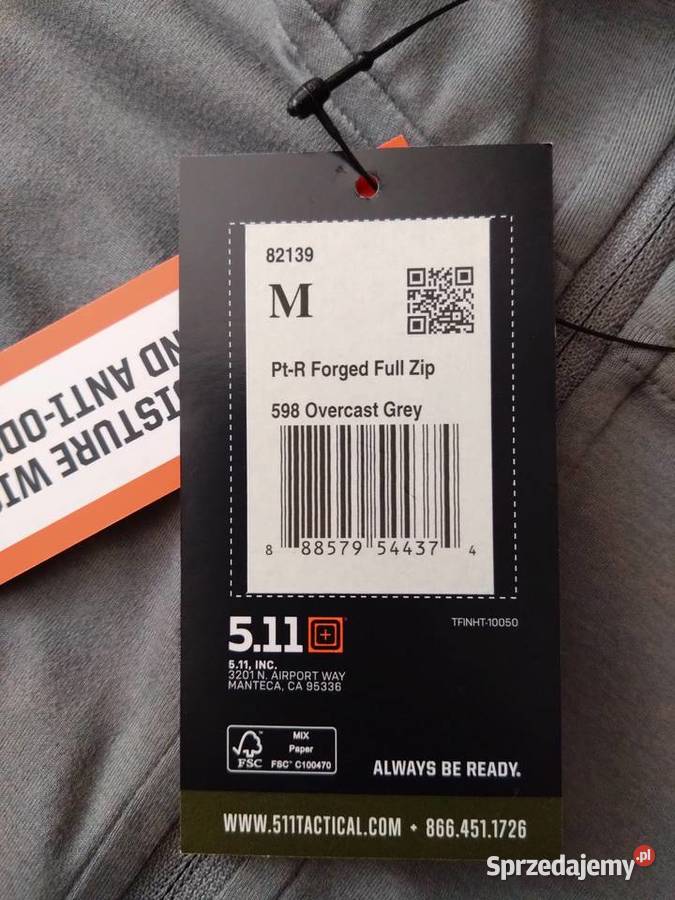 82139
M
Pt-R Forged Full Zip
598 Overcast Grey
8 88579 54437 4
5.11
TFINHT-10050
5.11, INC.
3201 N. AIRPORT WAY
MANTECA, CA 95336
FSC
MIX
Paper
FSC™ C100470
ALWAYS BE READY.
WWW.511TACTICAL.COM • 866.451.1726
ND ANTI-ODO
ISTURE WI
Sprzedajemy.pl